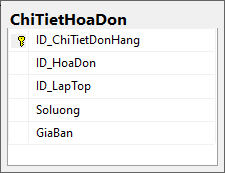 ChiTietHoaDon
ID_ChiTietDonHang
ID_HoaDon
ID_LapTop
Soluong
GiaBan